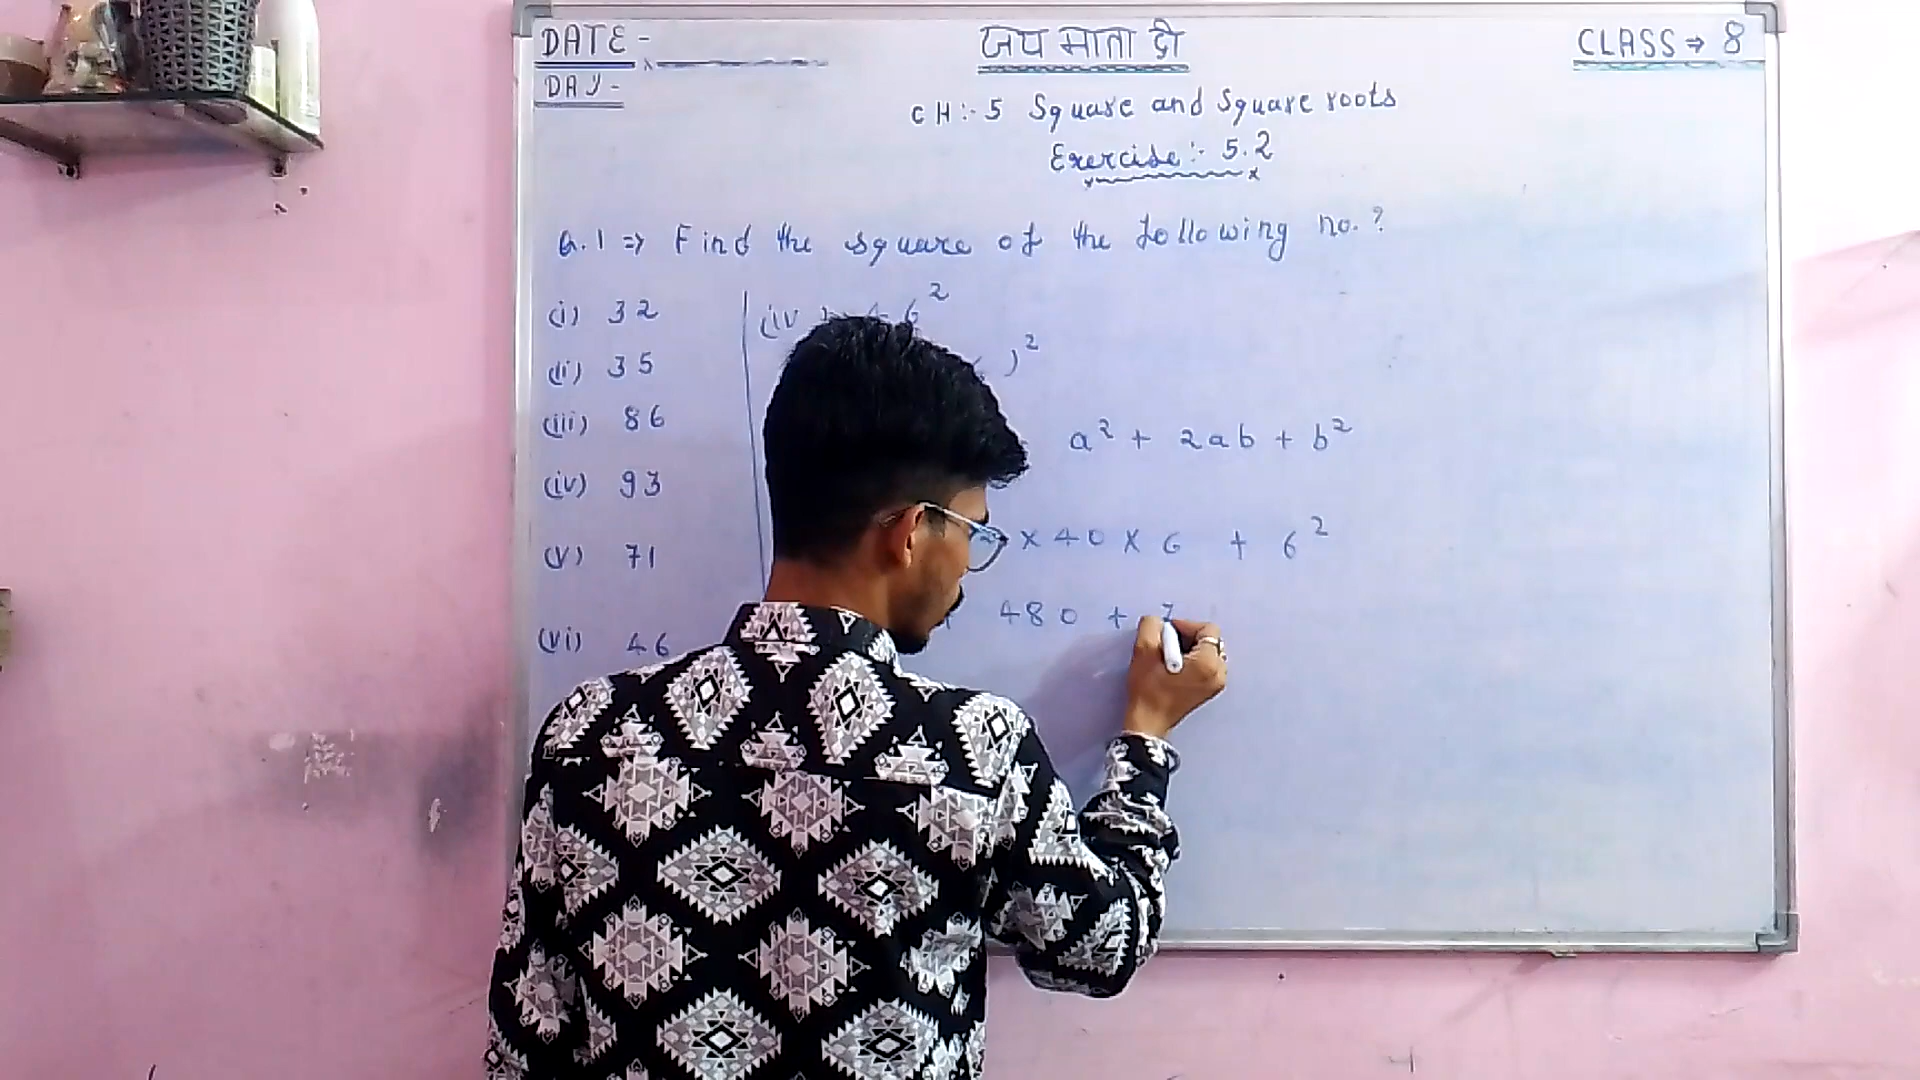 DATE -
जय माता दी
CLASS → 8
DAY -
CH :- 5 Square and Square roots
Exercise :- 5.2
Q.1 => Find the square of the following no. ?
(i) 32
(ii) 35
(iii) 86
(iv) 93
(v) 71
(vi) 46
(iv) 46²
)²
a² + 2ab + b²
× 40 × 6 + 6²
480 +